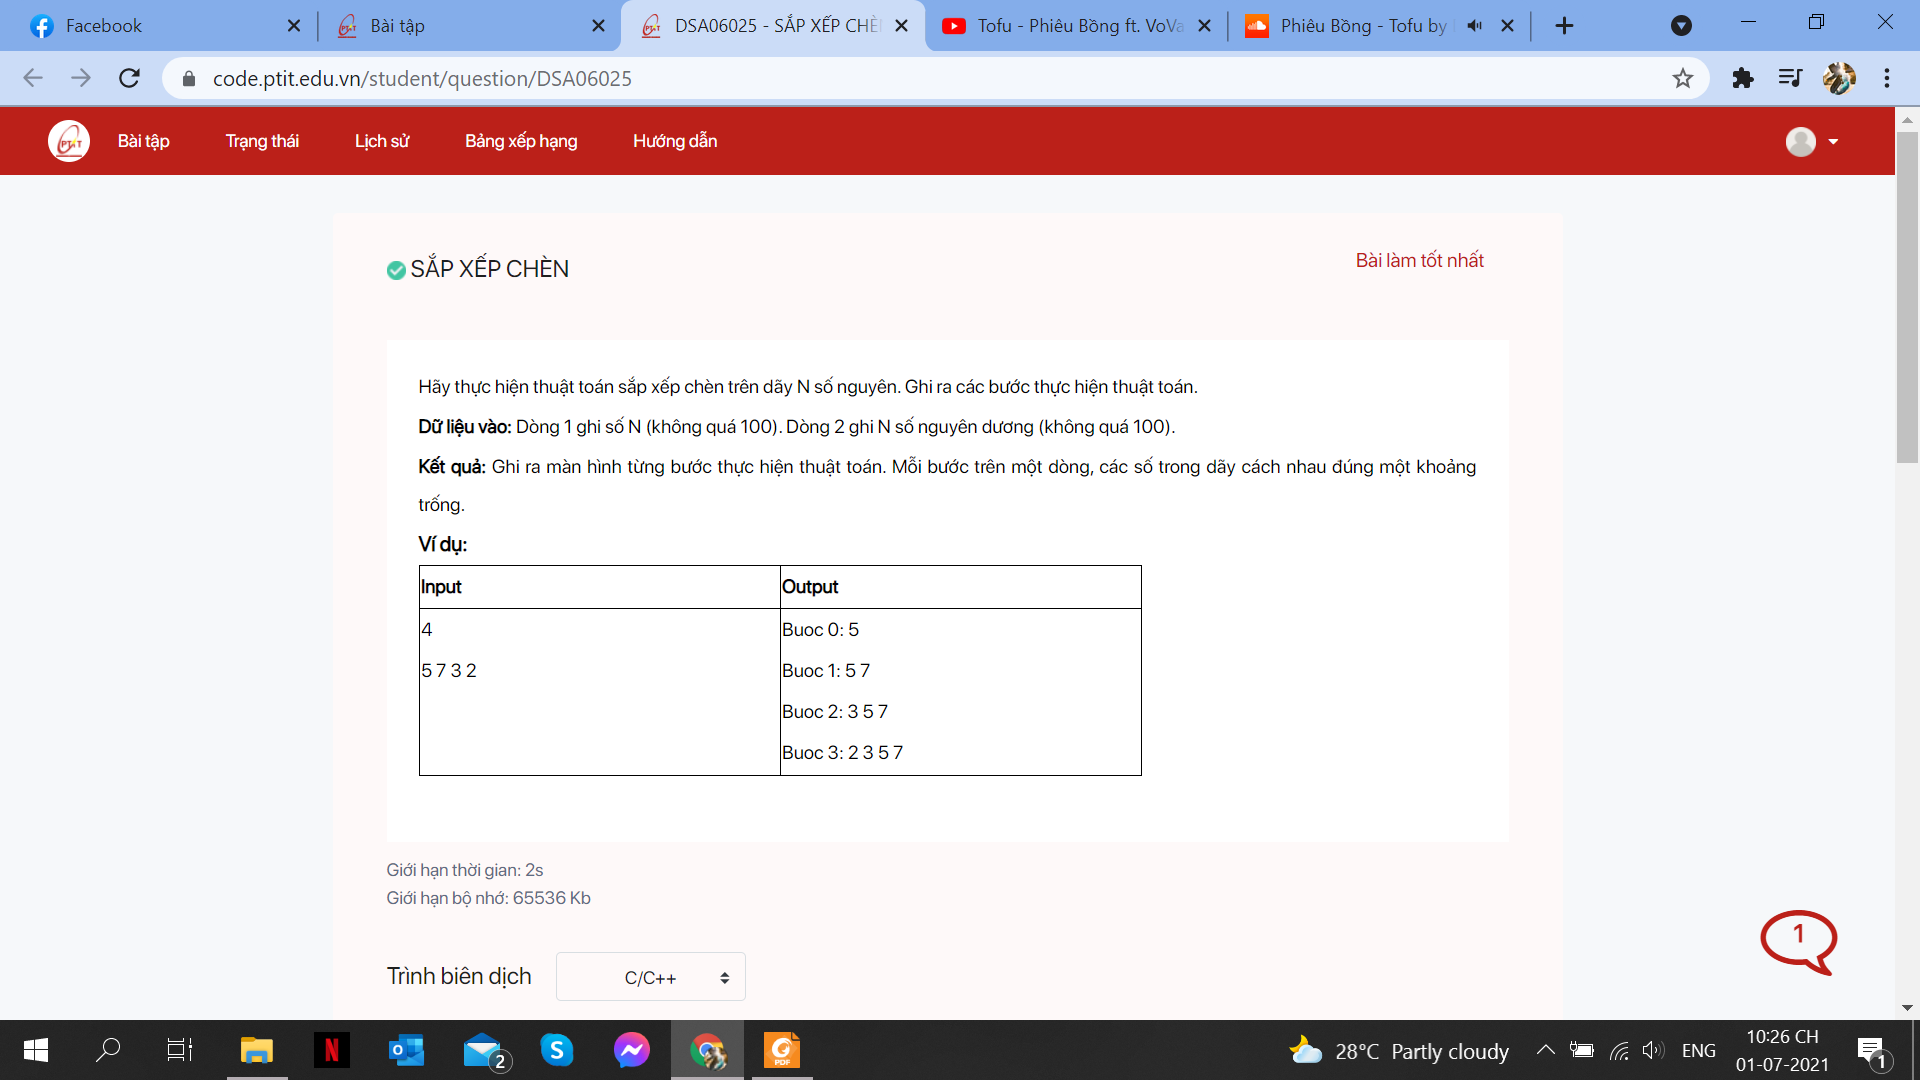 Facebook
Bài tập
DSA06025 - SẮP XẾP CHÈ
Tofu - Phiêu Bồng ft. VoVa
Phiêu Bồng - Tofu by
code.ptit.edu.vn/student/question/DSA06025
PTIT
Bài tập
Trạng thái
Lịch sử
Bảng xếp hạng
Hướng dẫn
SẮP XẾP CHÈN
Bài làm tốt nhất
Hãy thực hiện thuật toán sắp xếp chèn trên dãy N số nguyên. Ghi ra các bước thực hiện thuật toán.
Dữ liệu vào: Dòng 1 ghi số N (không quá 100). Dòng 2 ghi N số nguyên dương (không quá 100).
Kết quả: Ghi ra màn hình từng bước thực hiện thuật toán. Mỗi bước trên một dòng, các số trong dãy cách nhau đúng một khoảng
trống.
Ví dụ:
Input
Output
4
5 7 3 2
Buoc 0: 5
Buoc 1: 5 7
Buoc 2: 3 5 7
Buoc 3: 2 3 5 7
Giới hạn thời gian: 2s
Giới hạn bộ nhớ: 65536 Kb
1
Trình biên dịch
C/C++
N
2
S
PDF
28°C Partly cloudy
ENG
10:26 CH
01-07-2021
1